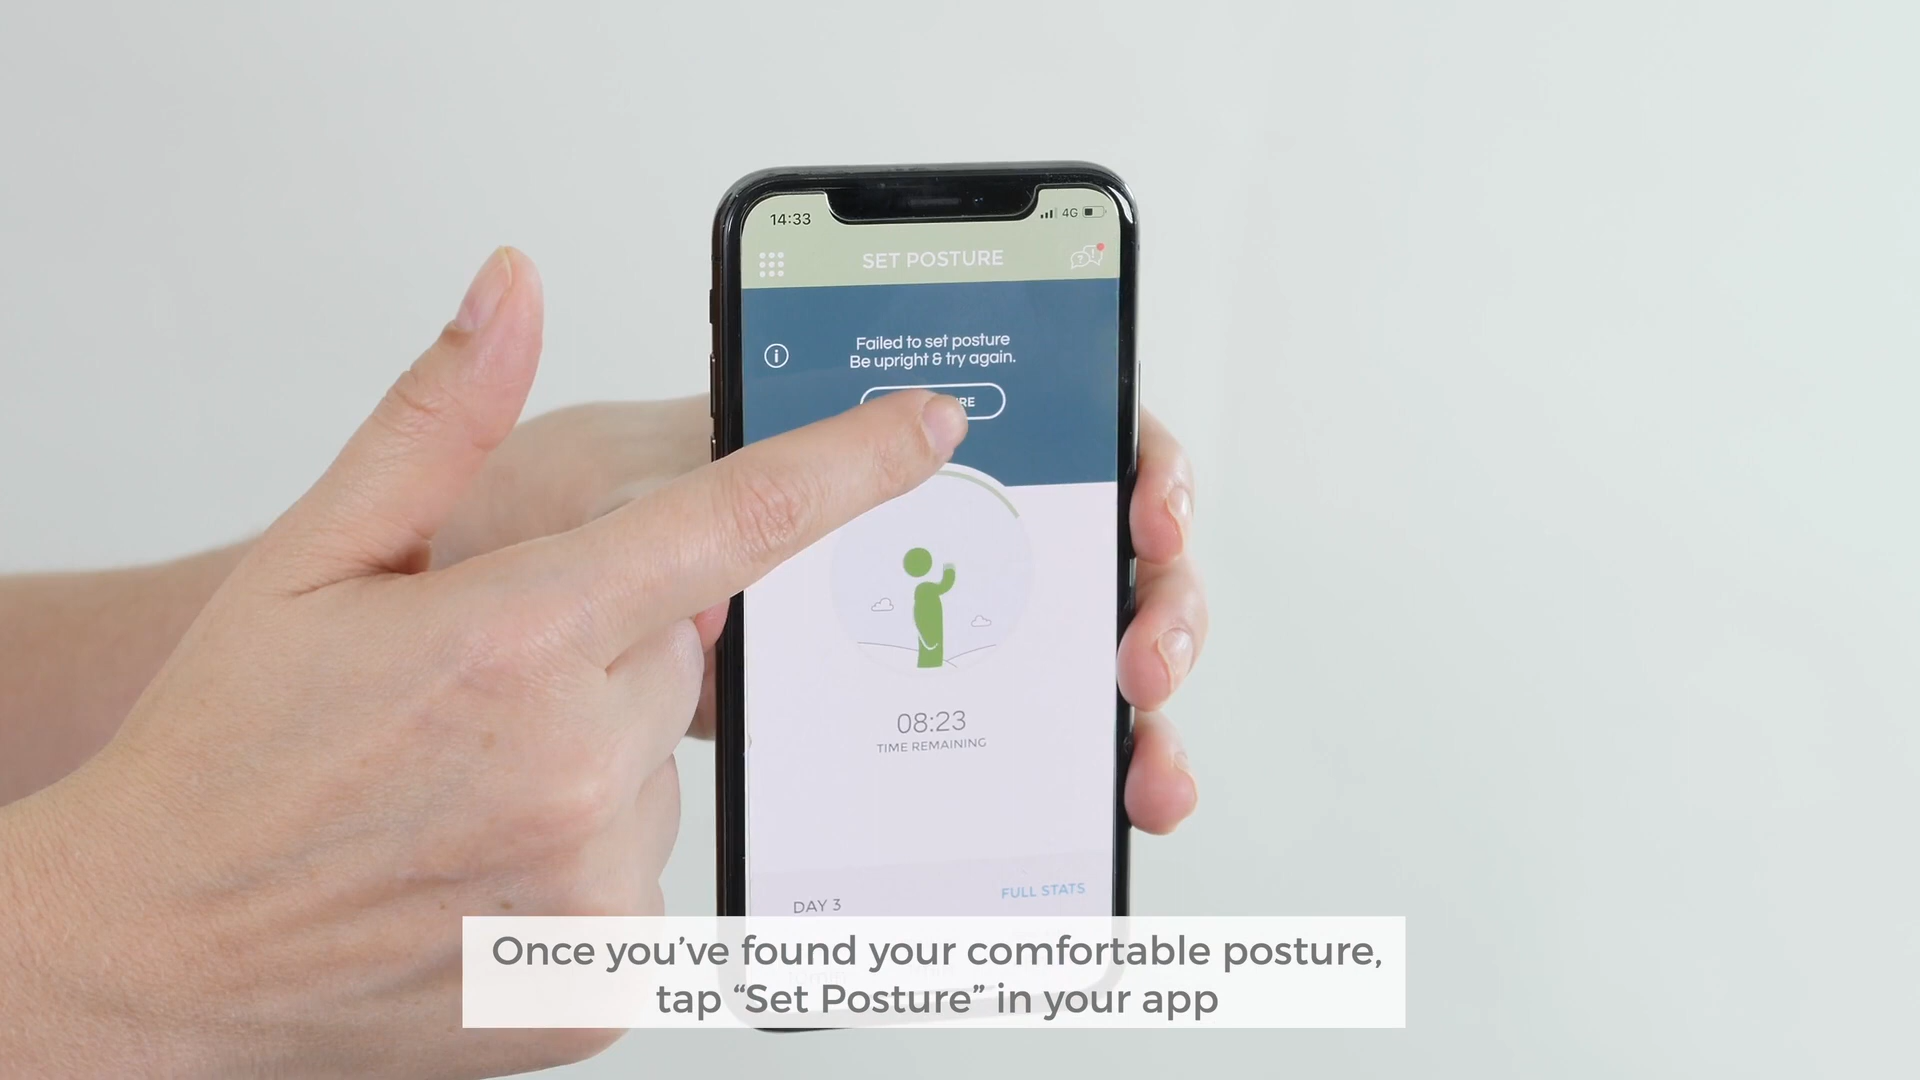 14:33
4G
SET POSTURE
Failed to set posture
Be upright & try again.
08:23
TIME REMAINING
DAY 3
FULL STATS
Once you’ve found your comfortable posture,
tap “Set Posture” in your app